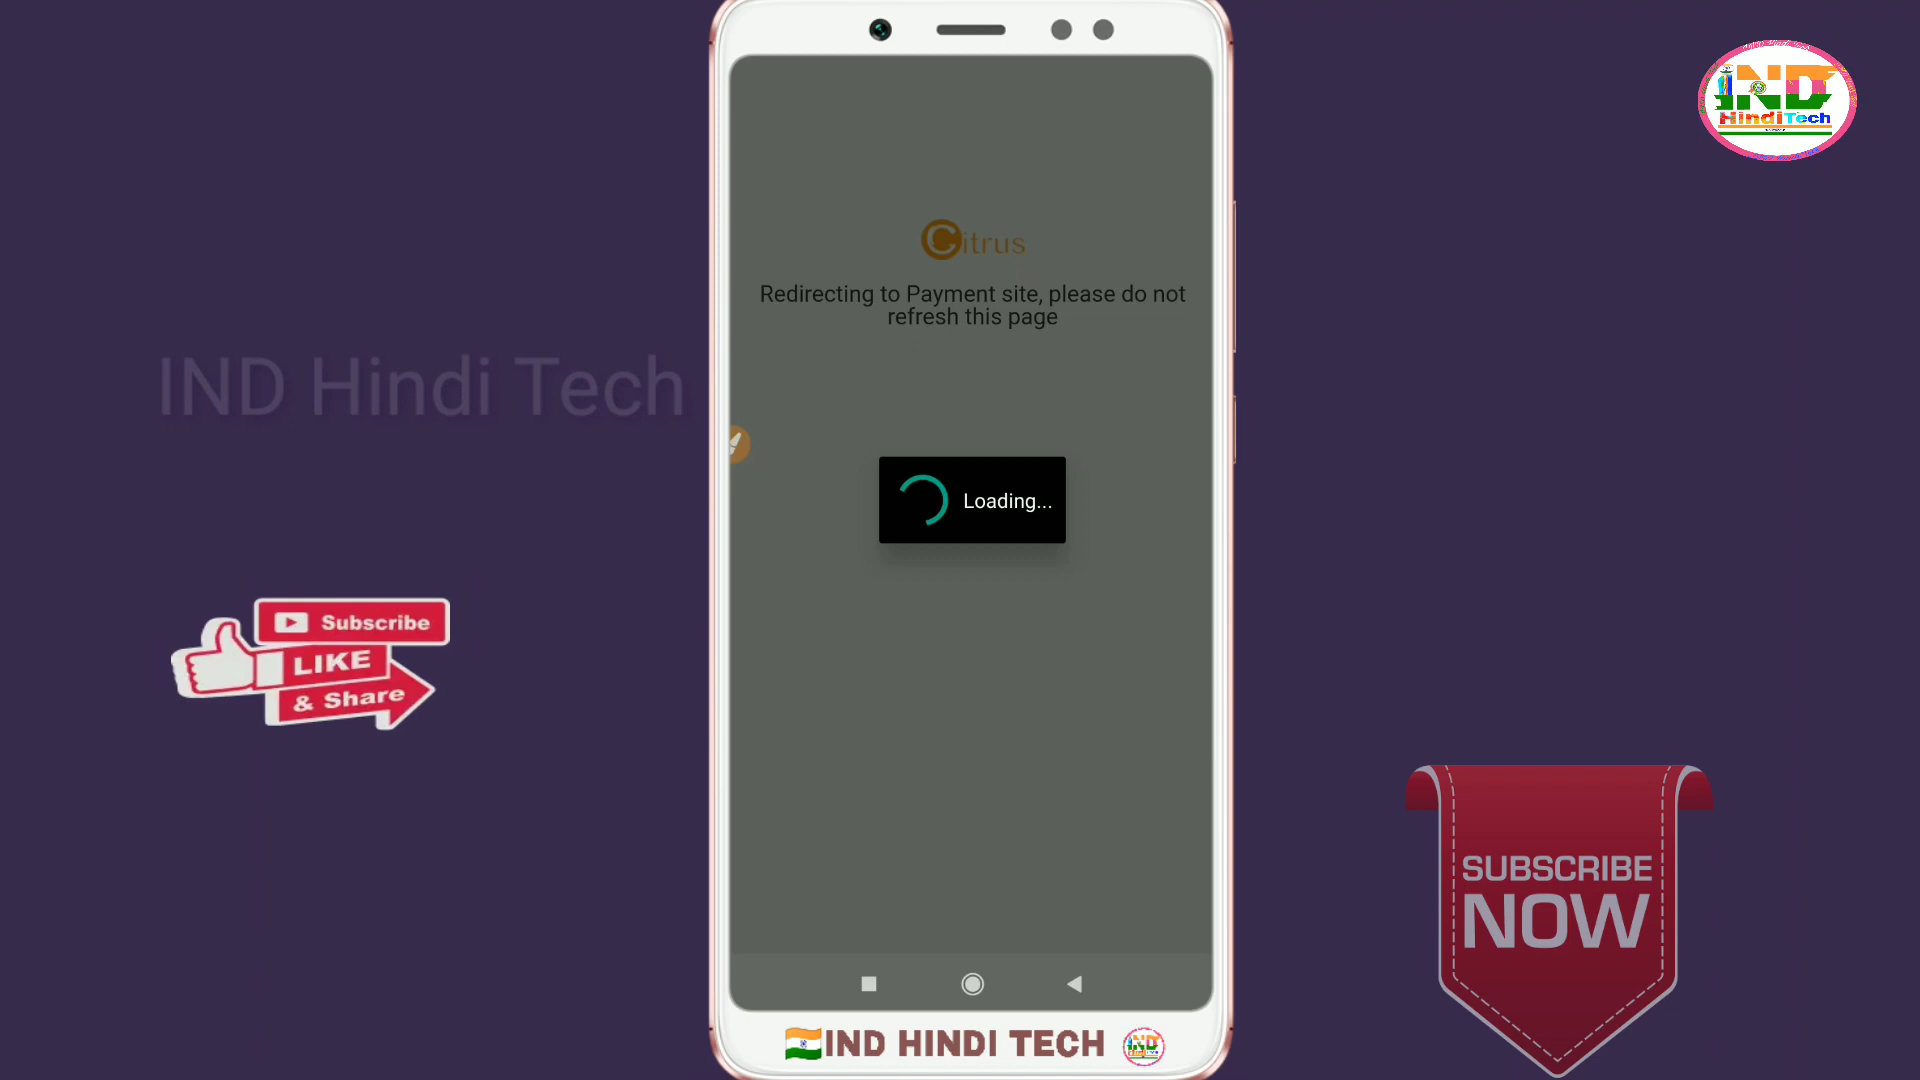 IND
HindiTech
Citrus
Redirecting to Payment site, please do not
refresh this page
IND Hindi Tech
Loading...
Subscribe
LIKE
& Share
SUBSCRIBE
NOW
IND HINDI TECH
IND